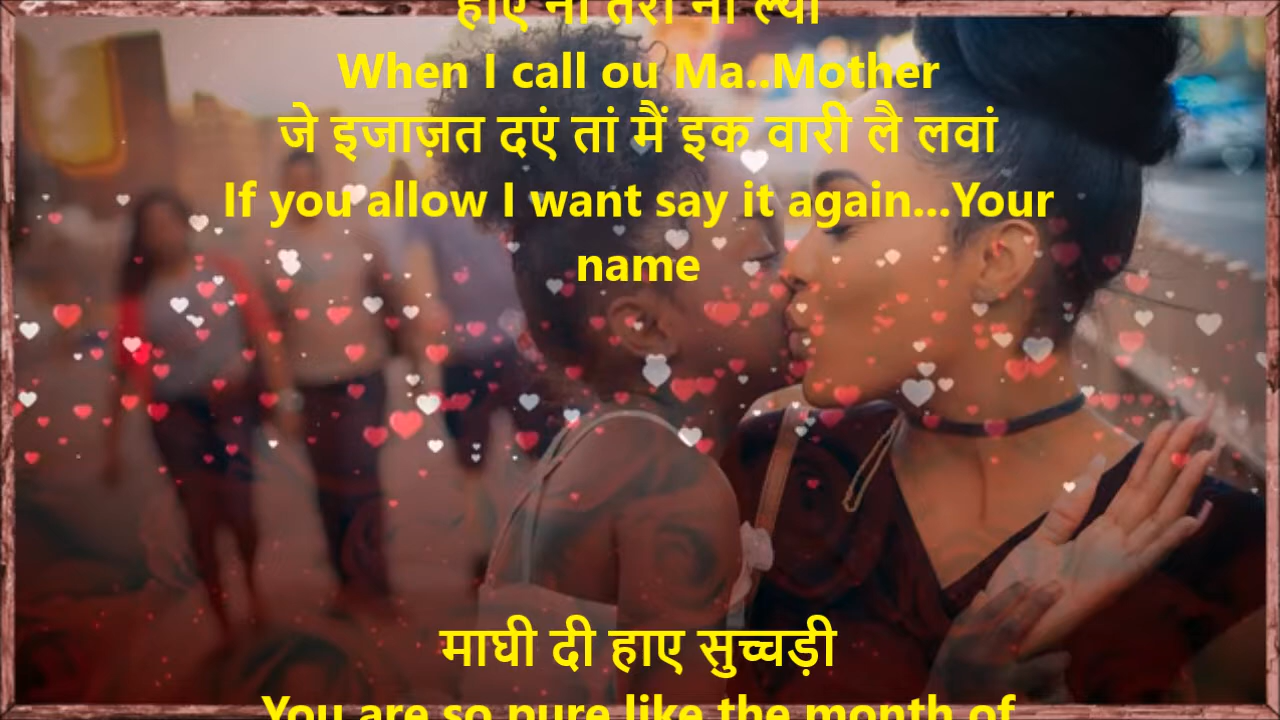 When I call ou Ma..Mother
जे इजाज़त दएं तां मैं इक वारी लै लवां
If you allow I want say it again...Your
name
माघी दी हाए सुच्चड़ी
You are so pure like the month of